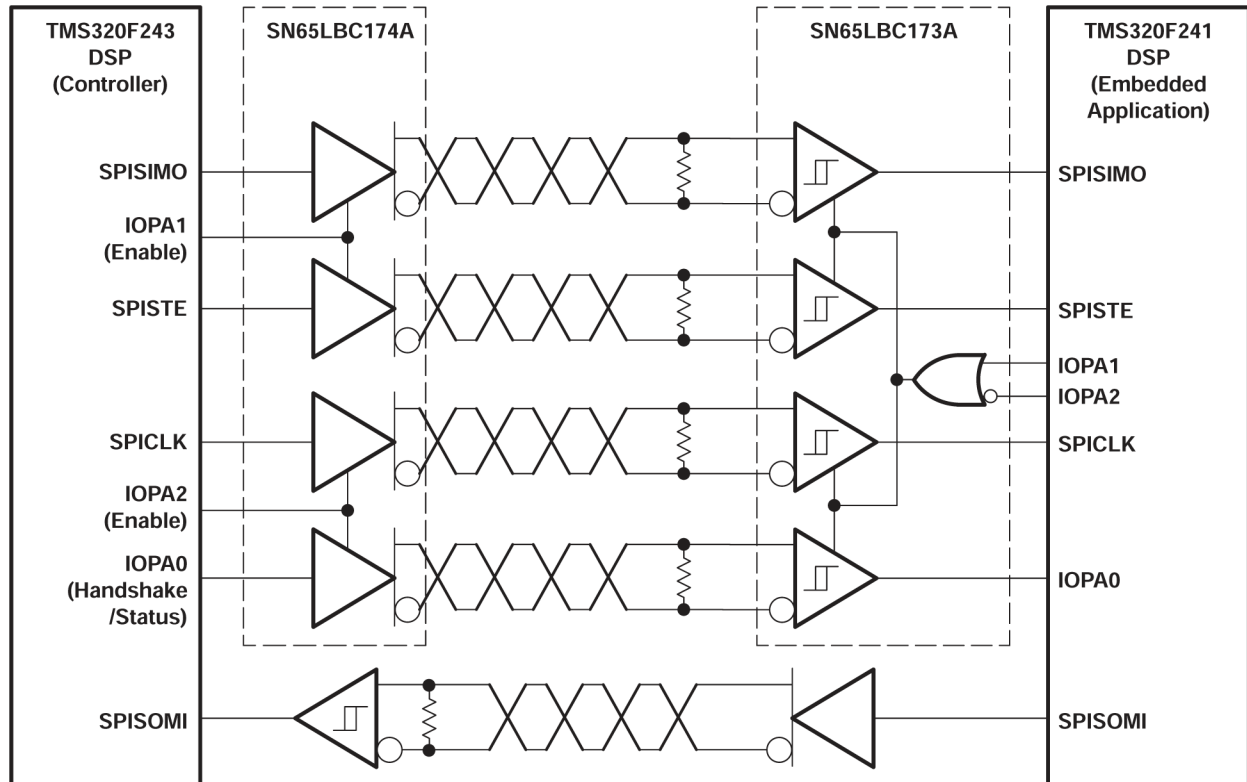 TMS320F243
DSP
(Controller)
SN65LBC174A
SN65LBC173A
TMS320F241
DSP
(Embedded
Application)
SPISIMO
IOPA1
(Enable)
SPISTE
SPICLK
IOPA2
(Enable)
IOPA0
(Handshake
/Status)
SPISOMI
SPISIMO
SPISTE
IOPA1
IOPA2
SPICLK
IOPA0
SPISOMI